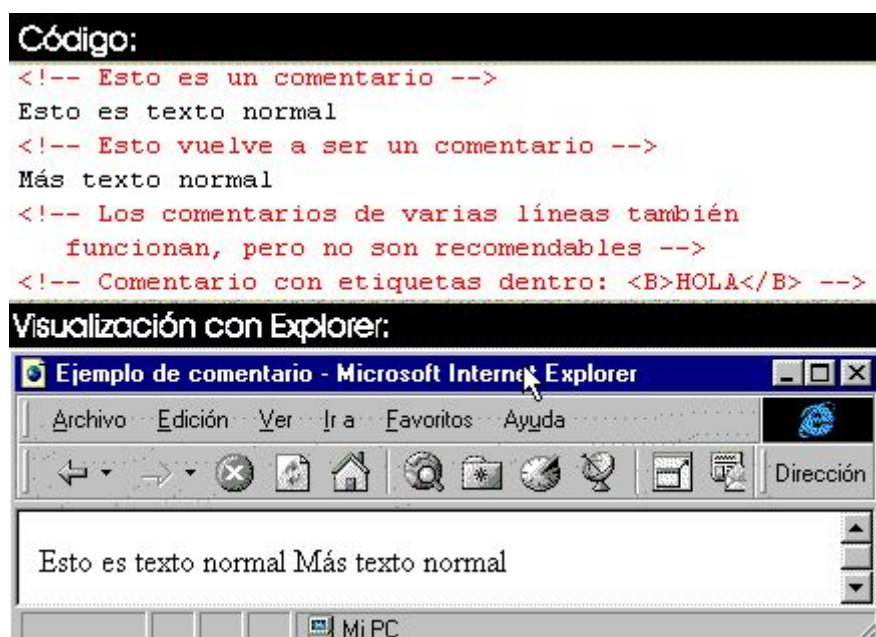 Código:
<!-- Esto es un comentario -->
Esto es texto normal
<!-- Esto vuelve a ser un comentario -->
Más texto normal
<!-- Los comentarios de varias líneas también
funcionan, pero no son recomendables -->
<!-- Comentario con etiquetas dentro: <B>HOLA</B> -->
Visualización con Explorer:
Ejemplo de comentario - Microsoft Internet Explorer
Archivo Edición Ver Ir a Favoritos Ayuda
Dirección
Esto es texto normal Más texto normal
Mi PC